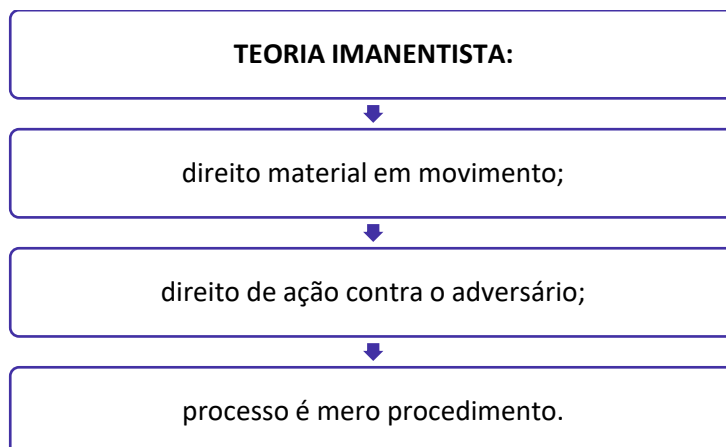 TEORIA IMANENTISTA:
direito material em movimento;
direito de ação contra o adversário;
processo é mero procedimento.